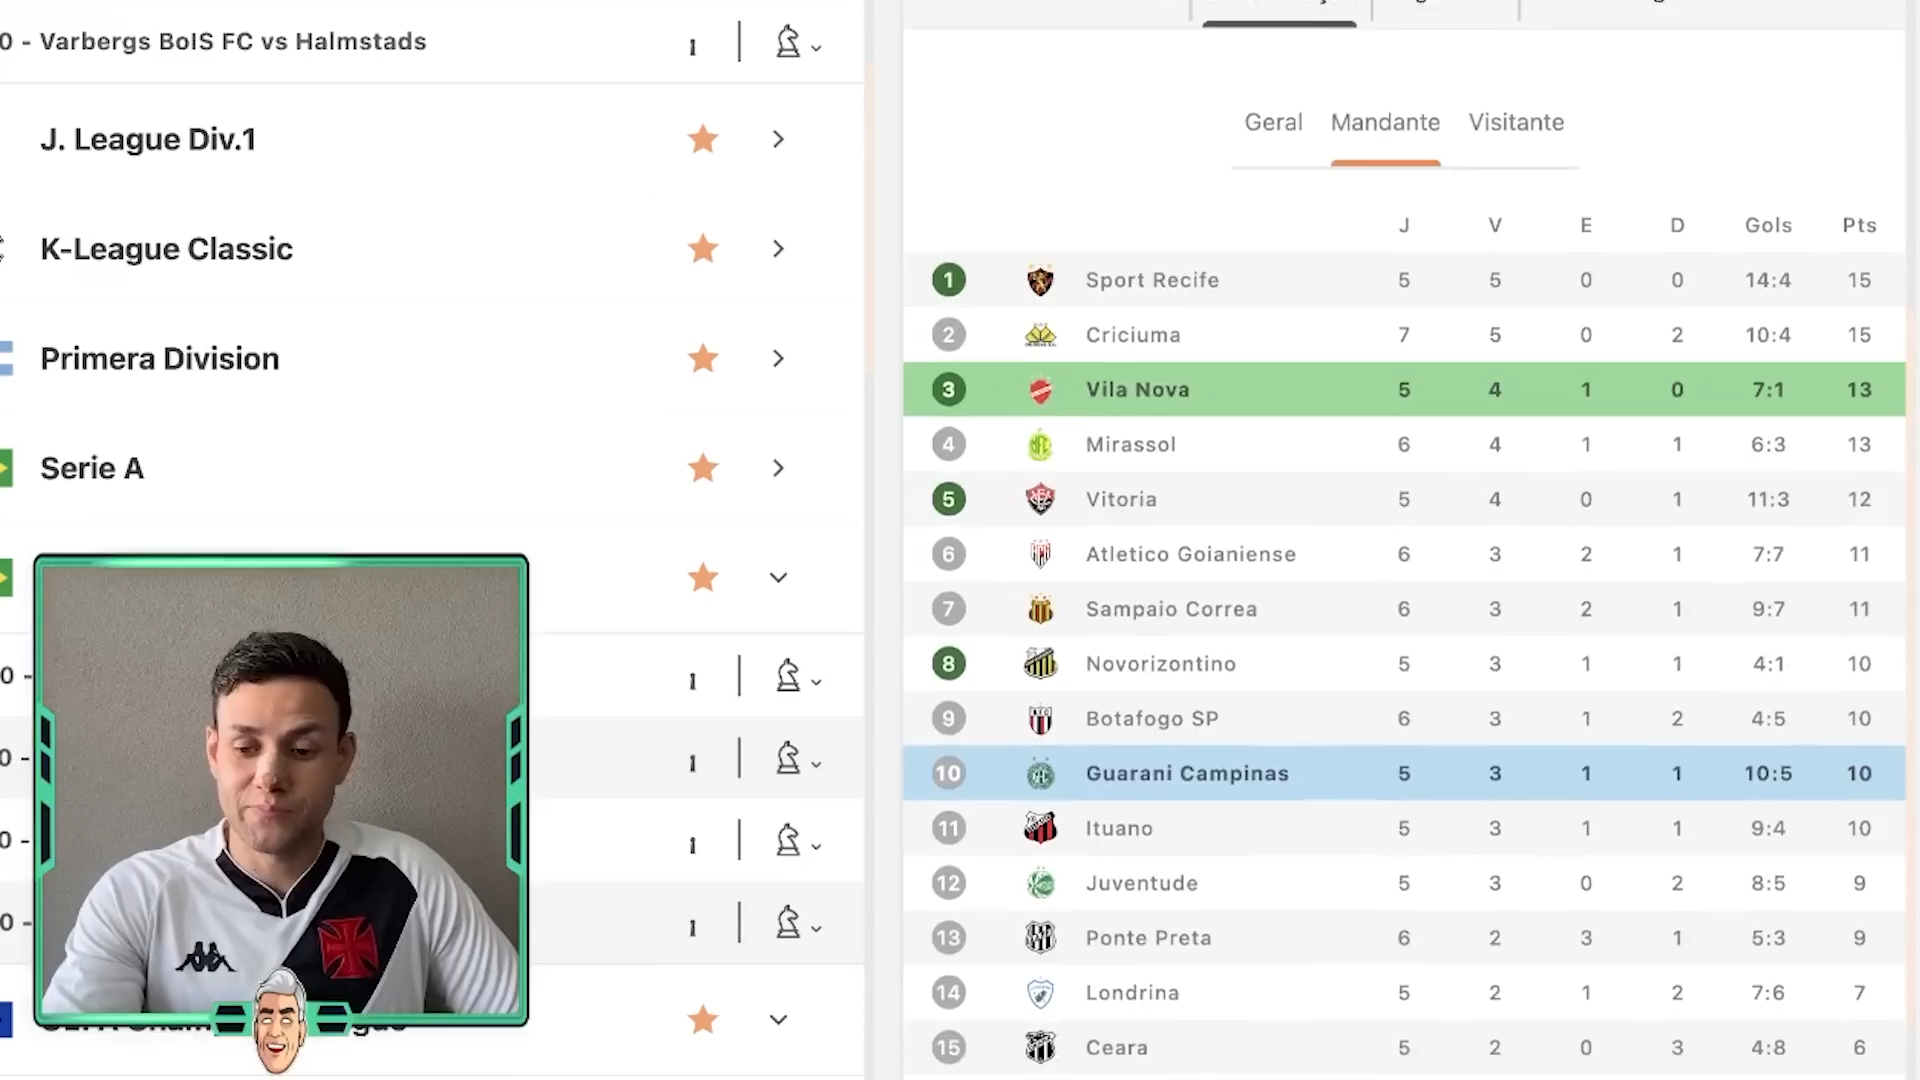 0 - Varbergs BoIS FC vs Halmstads
J. League Div.1
K-League Classic
Primera Division
Serie A
0 -
0 -
0 -
0 -
Geral Mandante Visitante
J V E D Gols Pts
1 Sport Recife 5 5 0 0 14:4 15
2 Criciuma 7 5 0 2 10:4 15
3 Vila Nova 5 4 1 0 7:1 13
4 Mirassol 6 4 1 1 6:3 13
5 Vitoria 5 4 0 1 11:3 12
6 Atletico Goianiense 6 3 2 1 7:7 11
7 Sampaio Correa 6 3 2 1 9:7 11
8 Novorizontino 5 3 1 1 4:1 10
9 Botafogo SP 6 3 1 2 4:5 10
10 Guarani Campinas 5 3 1 1 10:5 10
11 Ituano 5 3 1 1 9:4 10
12 Juventude 5 3 0 2 8:5 9
13 Ponte Preta 6 2 3 1 5:3 9
14 Londrina 5 2 1 2 7:6 7
15 Ceara 5 2 0 3 4:8 6